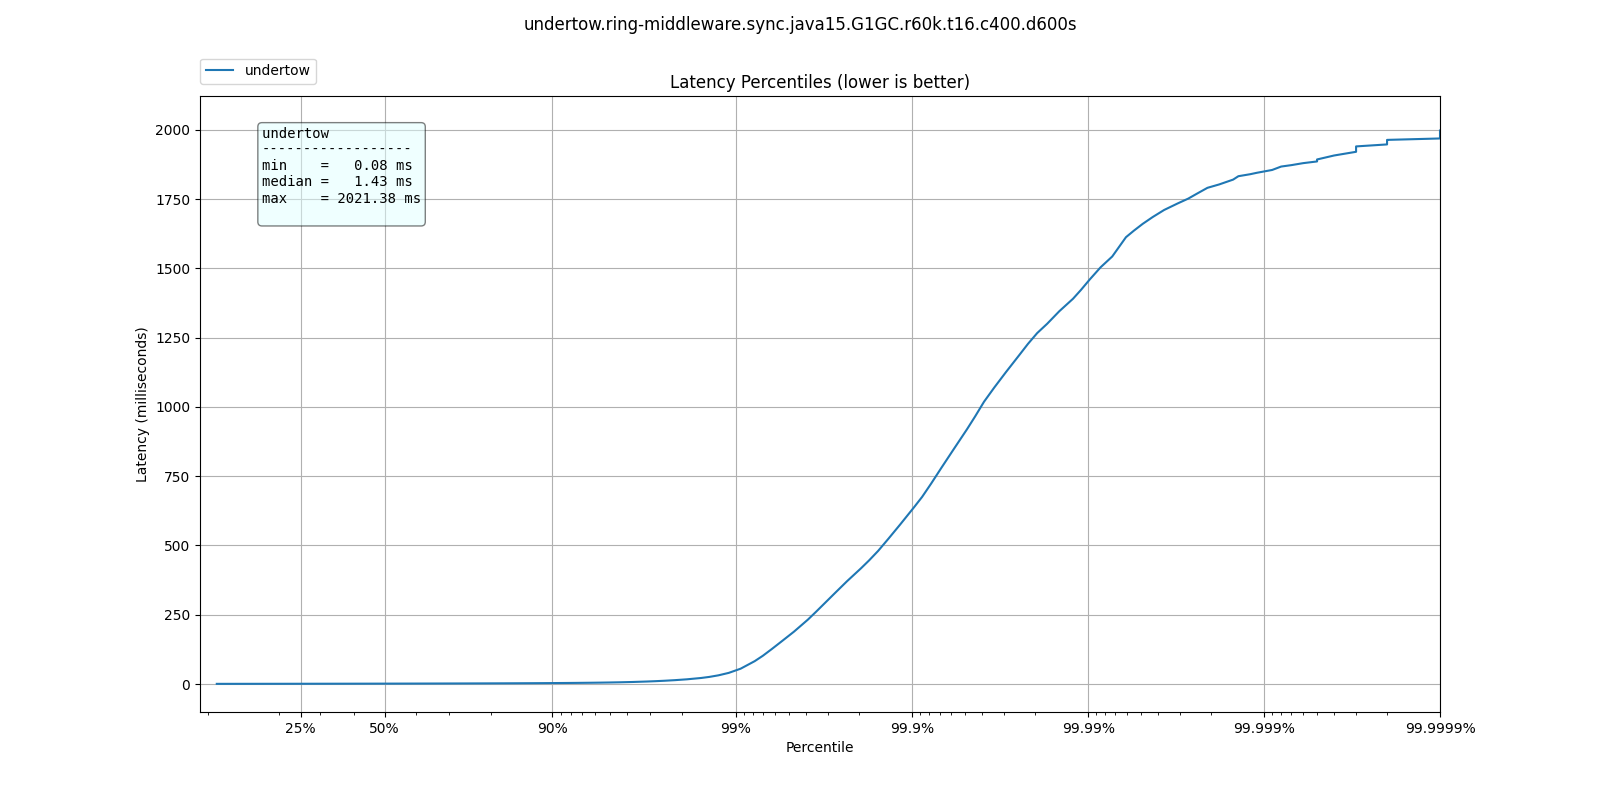 undertow.ring-middleware.sync.java15.G1GC.r60k.t16.c400.d600s
undertow
Latency Percentiles (lower is better)
undertow
------------------
min    =   0.08 ms
median =   1.43 ms
max    = 2021.38 ms
2000
1750
1500
1250
1000
750
500
250
0
Latency (milliseconds)
25% 50% 90% 99% 99.9% 99.99% 99.999% 99.9999%
Percentile